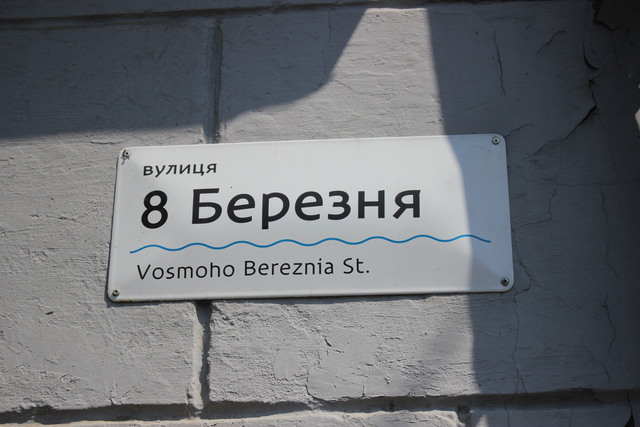 вулиця
8 Березня
Vosmoho Bereznia St.